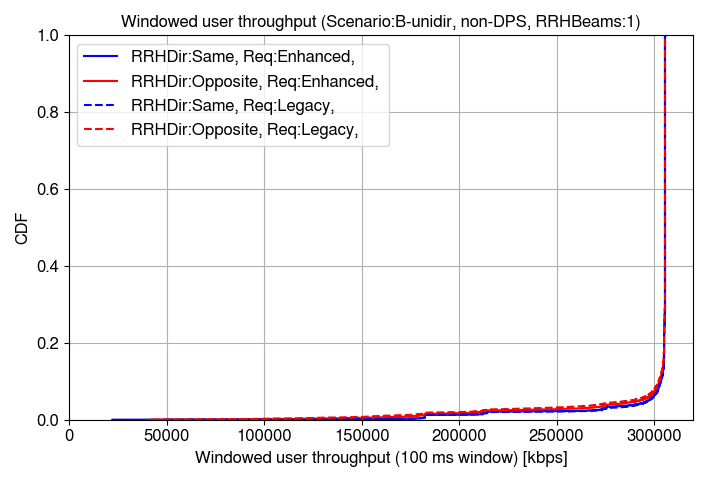 Windowed user throughput (Scenario:B-unidir, non-DPS, RRHBeams:1)
RRHDir:Same, Req:Enhanced,
RRHDir:Opposite, Req:Enhanced,
RRHDir:Same, Req:Legacy,
RRHDir:Opposite, Req:Legacy,
1.0
0.8
0.6
0.4
0.2
0.0
CDF
0 50000 100000 150000 200000 250000 300000
Windowed user throughput (100 ms window) [kbps]